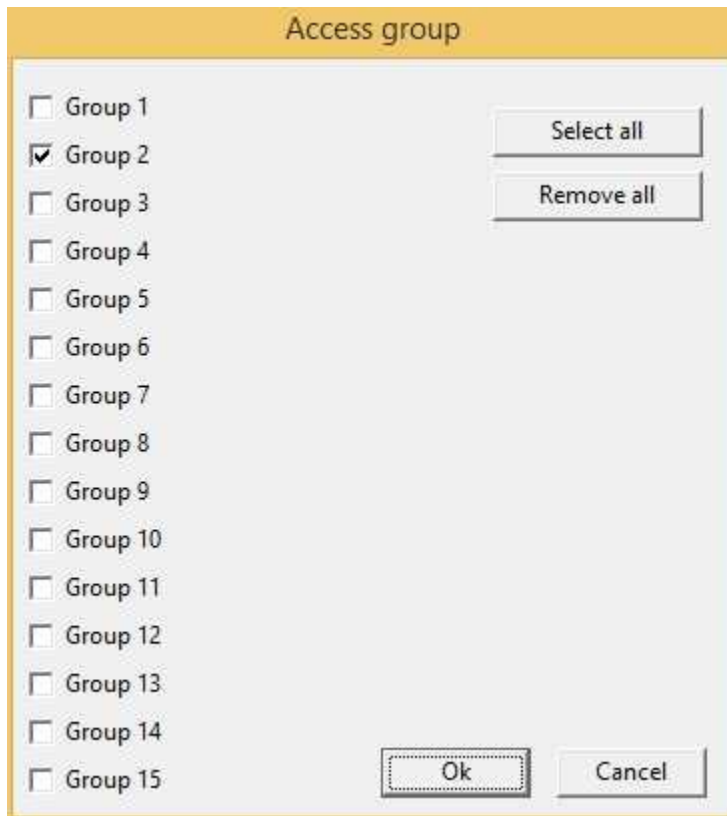 Access group
Group 1
Group 2
Group 3
Group 4
Group 5
Group 6
Group 7
Group 8
Group 9
Group 10
Group 11
Group 12
Group 13
Group 14
Group 15
Select all
Remove all
Ok
Cancel